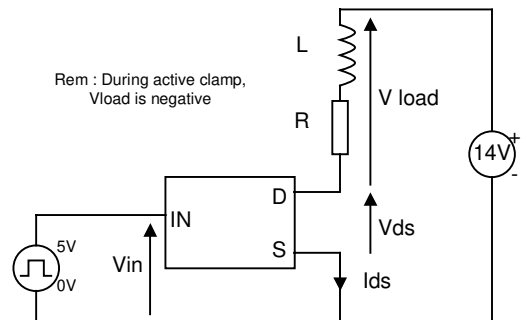 L
Rem : During active clamp,
Vload is negative
V load
R
14V
+
-
D
IN
Vds
S
5V
0V
Vin
Ids